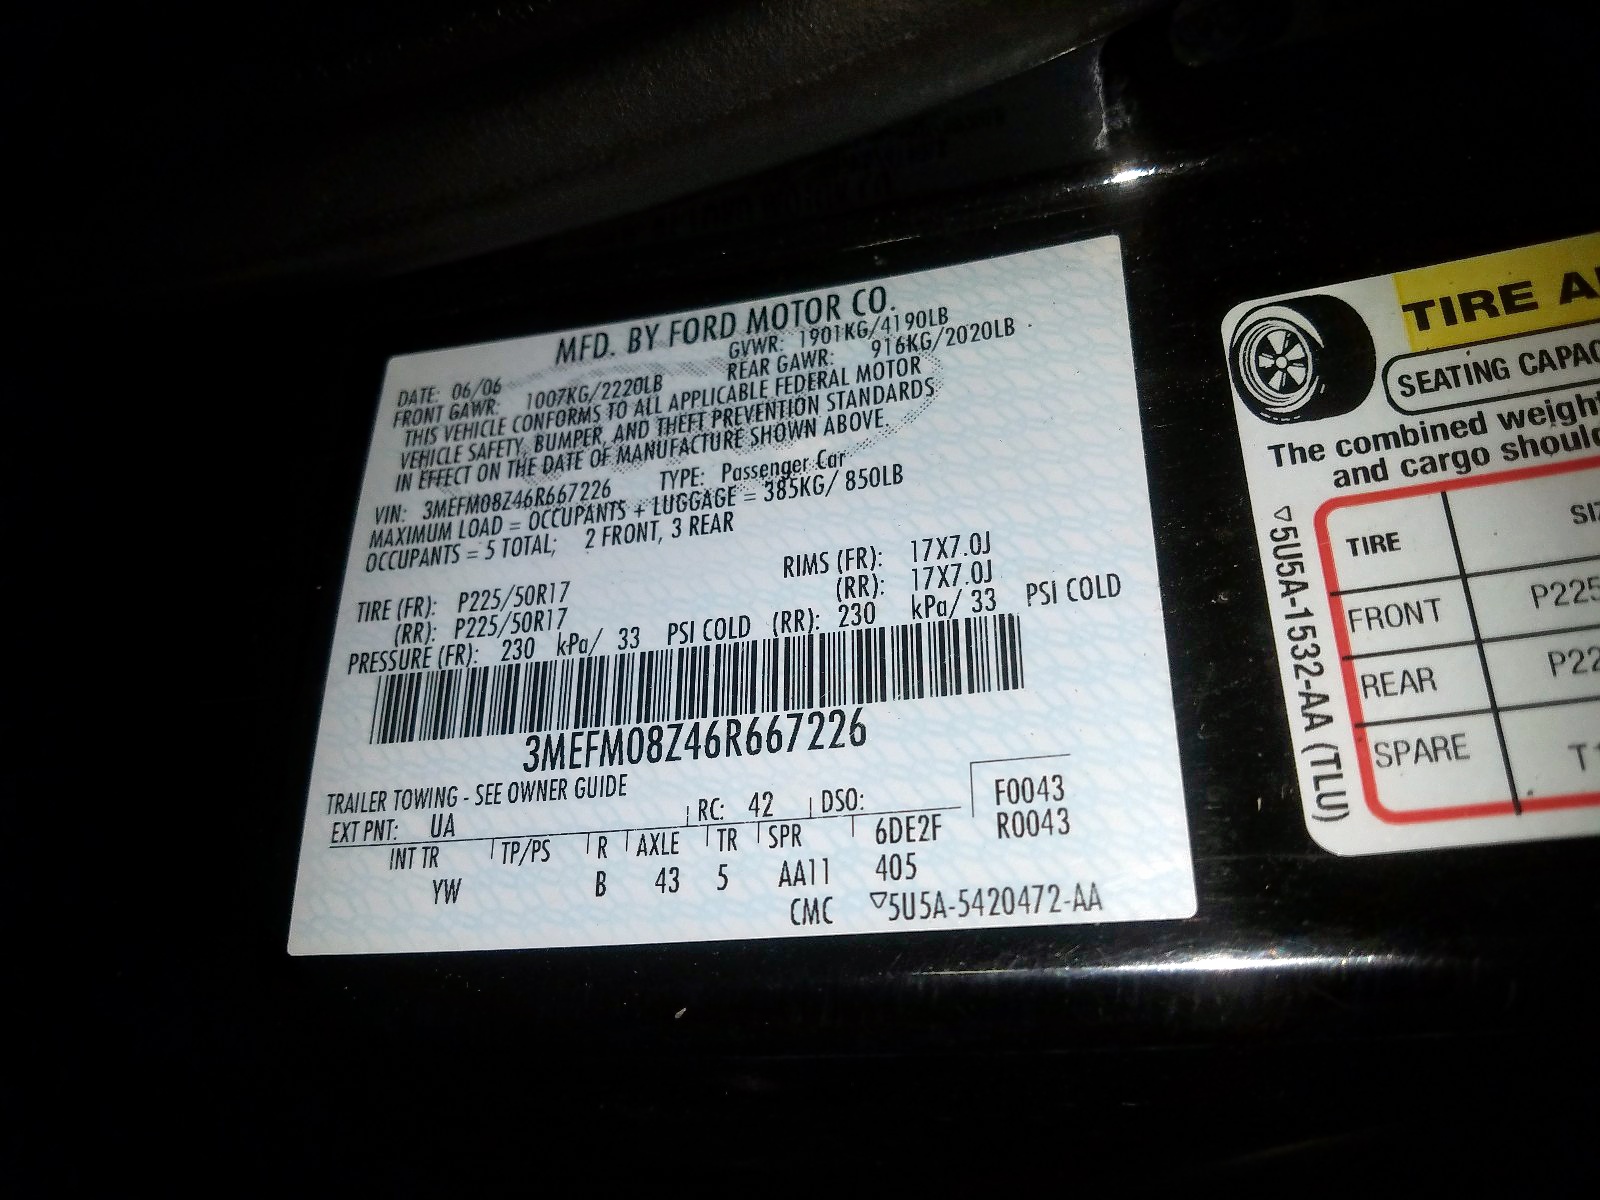 MFD. BY FORD MOTOR CO.
DATE: 06/06 GVWR: 1901KG/4190LB
FRONT GAWR: 1007KG/2220LB REAR GAWR: 916KG/2020LB
THIS VEHICLE CONFORMS TO ALL APPLICABLE FEDERAL MOTOR
VEHICLE SAFETY, BUMPER, AND THEFT PREVENTION STANDARDS
IN EFFECT ON THE DATE OF MANUFACTURE SHOWN ABOVE.
VIN: 3MEFM08Z46R667226 TYPE: Passenger Car
MAXIMUM LOAD = OCCUPANTS + LUGGAGE = 385KG/ 850LB
OCCUPANTS = 5 TOTAL; 2 FRONT, 3 REAR
TIRE (FR): P225/50R17 RIMS (FR): 17X7.0J
(RR): P225/50R17 (RR): 17X7.0J
PRESSURE (FR): 230 kPa/ 33 PSI COLD (RR): 230 kPa/ 33 PSI COLD
3MEFM08Z46R667226
TRAILER TOWING - SEE OWNER GUIDE
EXT PNT: UA RC: 42 DSO: F0043
INT TR TP/PS R AXLE TR SPR 6DE2F R0043
YW B 43 5 AA11 405
CMC ▽5U5A-5420472-AA
TIRE A
SEATING CAPAC
The combined weight
and cargo should
TIRE SIZ
FRONT P225
REAR P22
SPARE T1
▽5U5A-1532-AA (TLU)